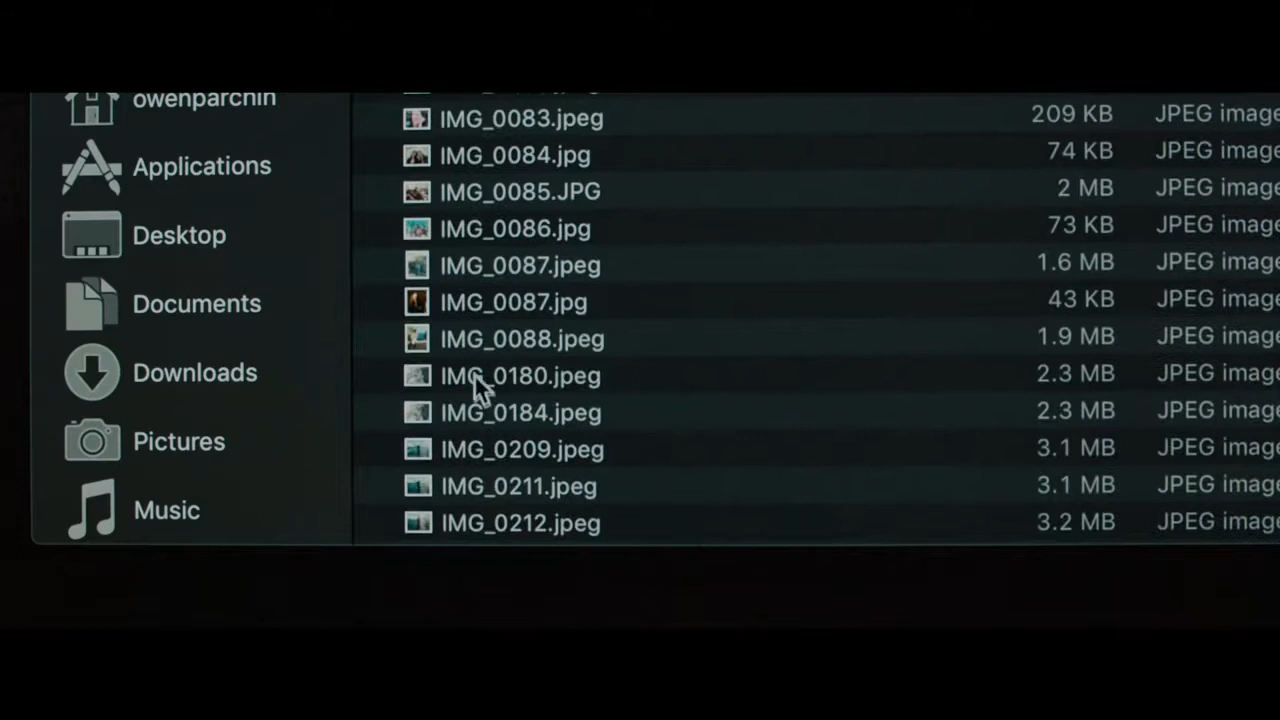 owenparchin
Applications
Desktop
Documents
Downloads
Pictures
Music
IMG_0083.jpeg 209 KB JPEG image
IMG_0084.jpg 74 KB JPEG image
IMG_0085.JPG 2 MB JPEG image
IMG_0086.jpg 73 KB JPEG image
IMG_0087.jpeg 1.6 MB JPEG image
IMG_0087.jpg 43 KB JPEG image
IMG_0088.jpeg 1.9 MB JPEG image
IMG_0180.jpeg 2.3 MB JPEG image
IMG_0184.jpeg 2.3 MB JPEG image
IMG_0209.jpeg 3.1 MB JPEG image
IMG_0211.jpeg 3.1 MB JPEG image
IMG_0212.jpeg 3.2 MB JPEG image